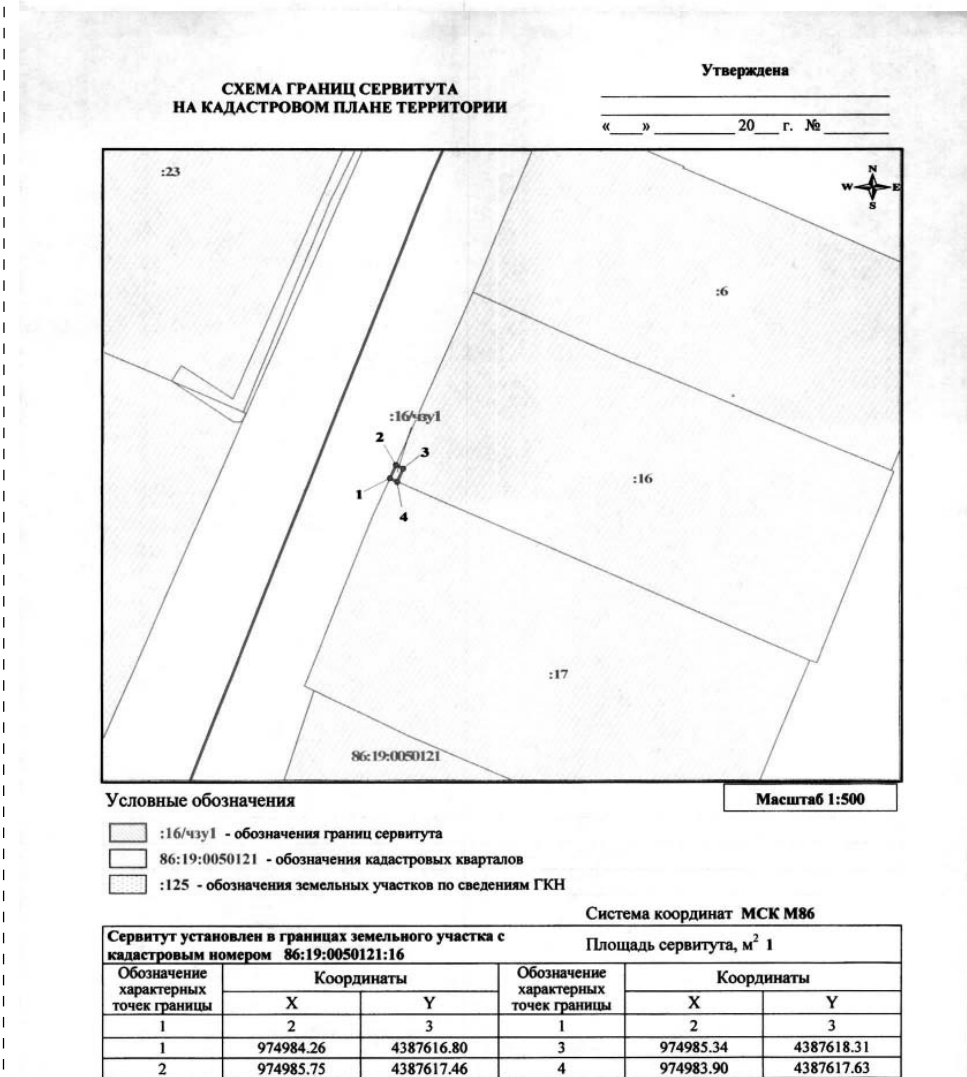 Утверждена
СХЕМА ГРАНИЦ СЕРВИТУТА
НА КАДАСТРОВОМ ПЛАНЕ ТЕРРИТОРИИ
«___» ________ 20__ г. № ______
:23
N
W E
S
:6
:16/чзу1
2
3
:16
1
4
:17
86:19:0050121
Условные обозначения
Масштаб 1:500
:16/чзу1 - обозначения границ сервитута
86:19:0050121 - обозначения кадастровых кварталов
:125 - обозначения земельных участков по сведениям ГКН
Система координат МСК М86
Сервитут установлен в границах земельного участка с
кадастровым номером 86:19:0050121:16
Площадь сервитута, м² 1
Обозначение характерных точек границы Координаты Обозначение характерных точек границы Координаты
X Y X Y
1 2 3 1 2 3
1 974984.26 4387616.80 3 974985.34 4387618.31
2 974985.75 4387617.46 4 974983.90 4387617.63